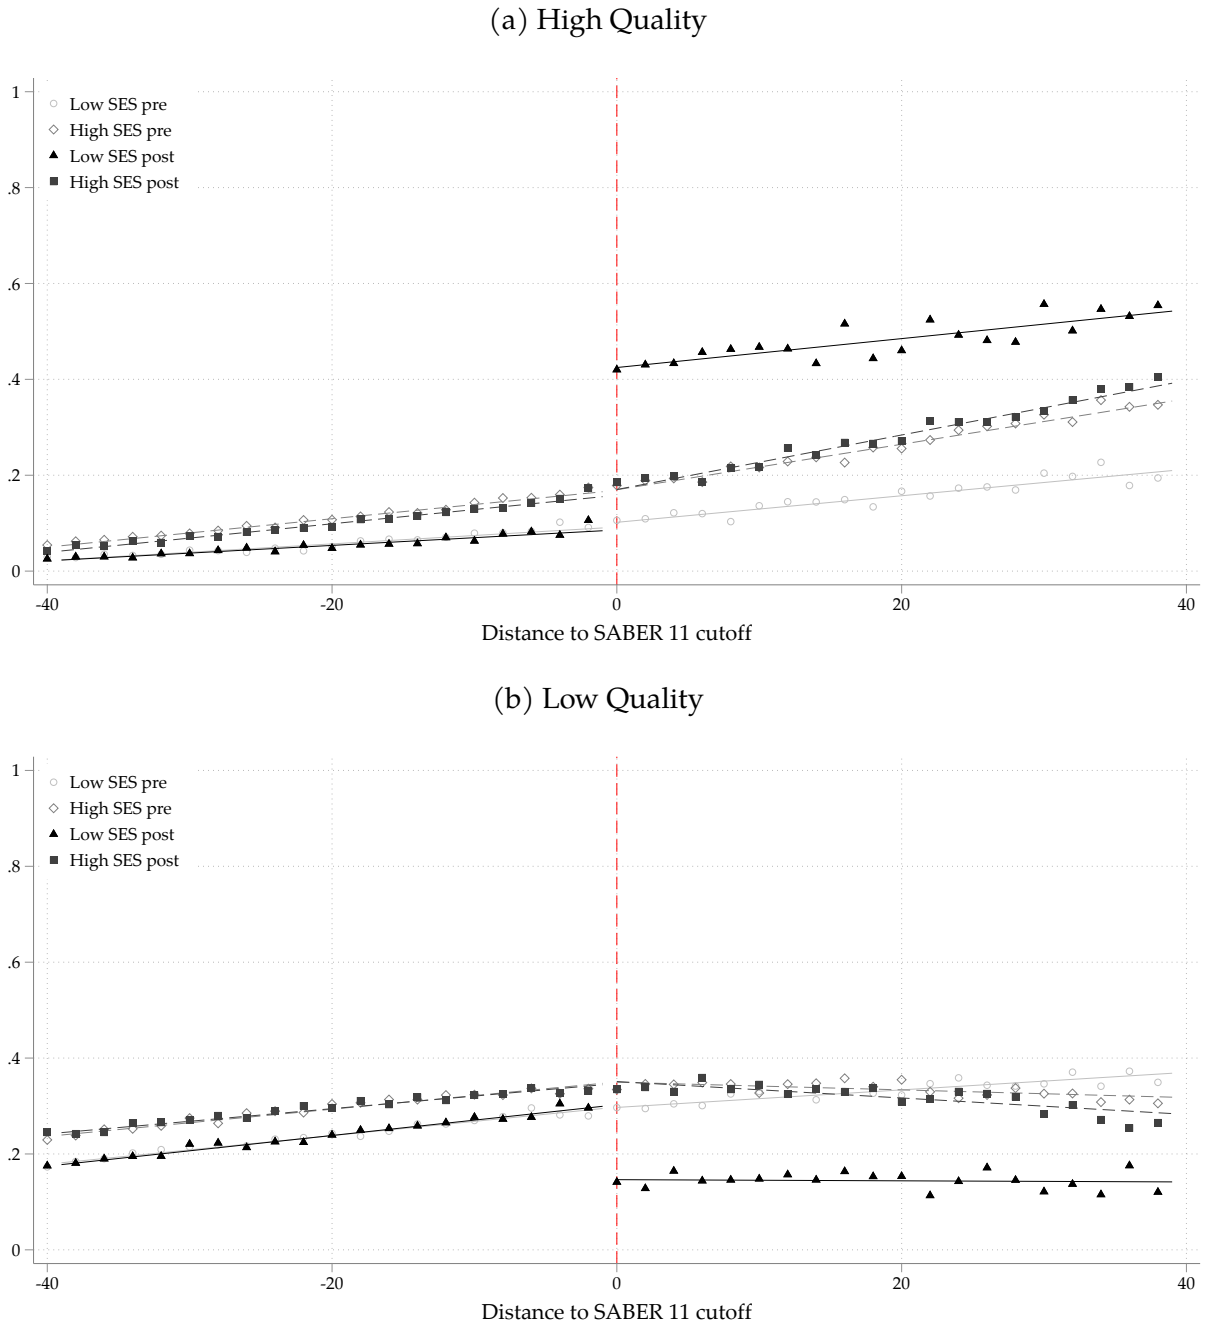 (a) High Quality
1
.8
.6
.4
.2
0
Low SES pre
High SES pre
Low SES post
High SES post
-40 -20 0 20 40
Distance to SABER 11 cutoff
(b) Low Quality
1
.8
.6
.4
.2
0
Low SES pre
High SES pre
Low SES post
High SES post
-40 -20 0 20 40
Distance to SABER 11 cutoff